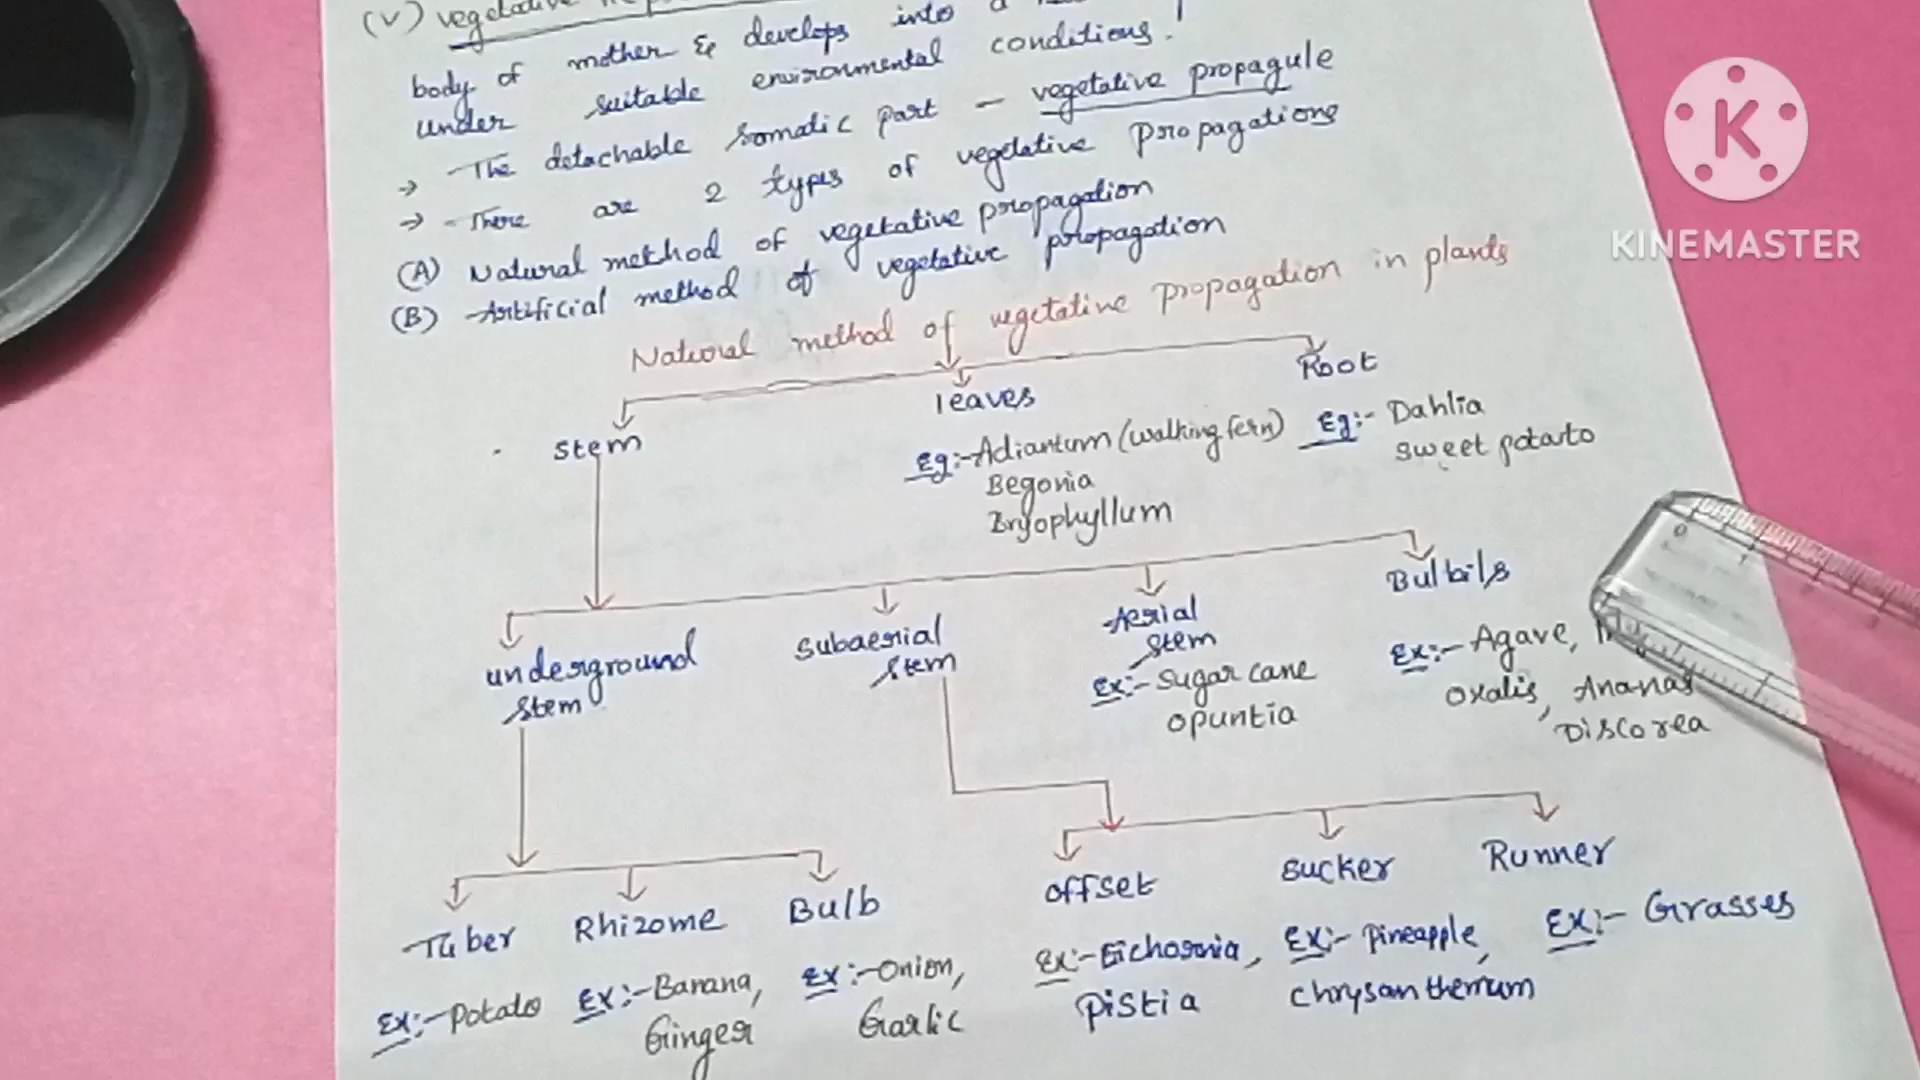 (V) vegetative
body of mother & develops into a
under suitable environmental conditions.
→ The detachable somatic part – vegetative propagule
→ There are 2 types of vegetative propagations
(A) Natural method of vegetative propagation
(B) Artificial method of vegetative propagation
Natural method of vegetative propagation in plants
stem
leaves
Root
Eg:- Adiantum (walking fern)
Begonia
Bryophyllum
Eg:- Dahlia
sweet potato
underground
stem
subaerial
stem
Aerial
stem
Ex:- Sugar cane
opuntia
Bulbils
Ex:- Agave,
oxalis, Ananas,
Discorea
Tuber
Ex:- Potato
Rhizome
Ex:- Banana,
Ginger
Bulb
Ex:- Onion,
Garlic
offset
Ex:- Eichornia,
Pistia
sucker
Ex:- Pineapple,
chrysanthemum
Runner
Ex:- Grasses
K
KINEMASTER